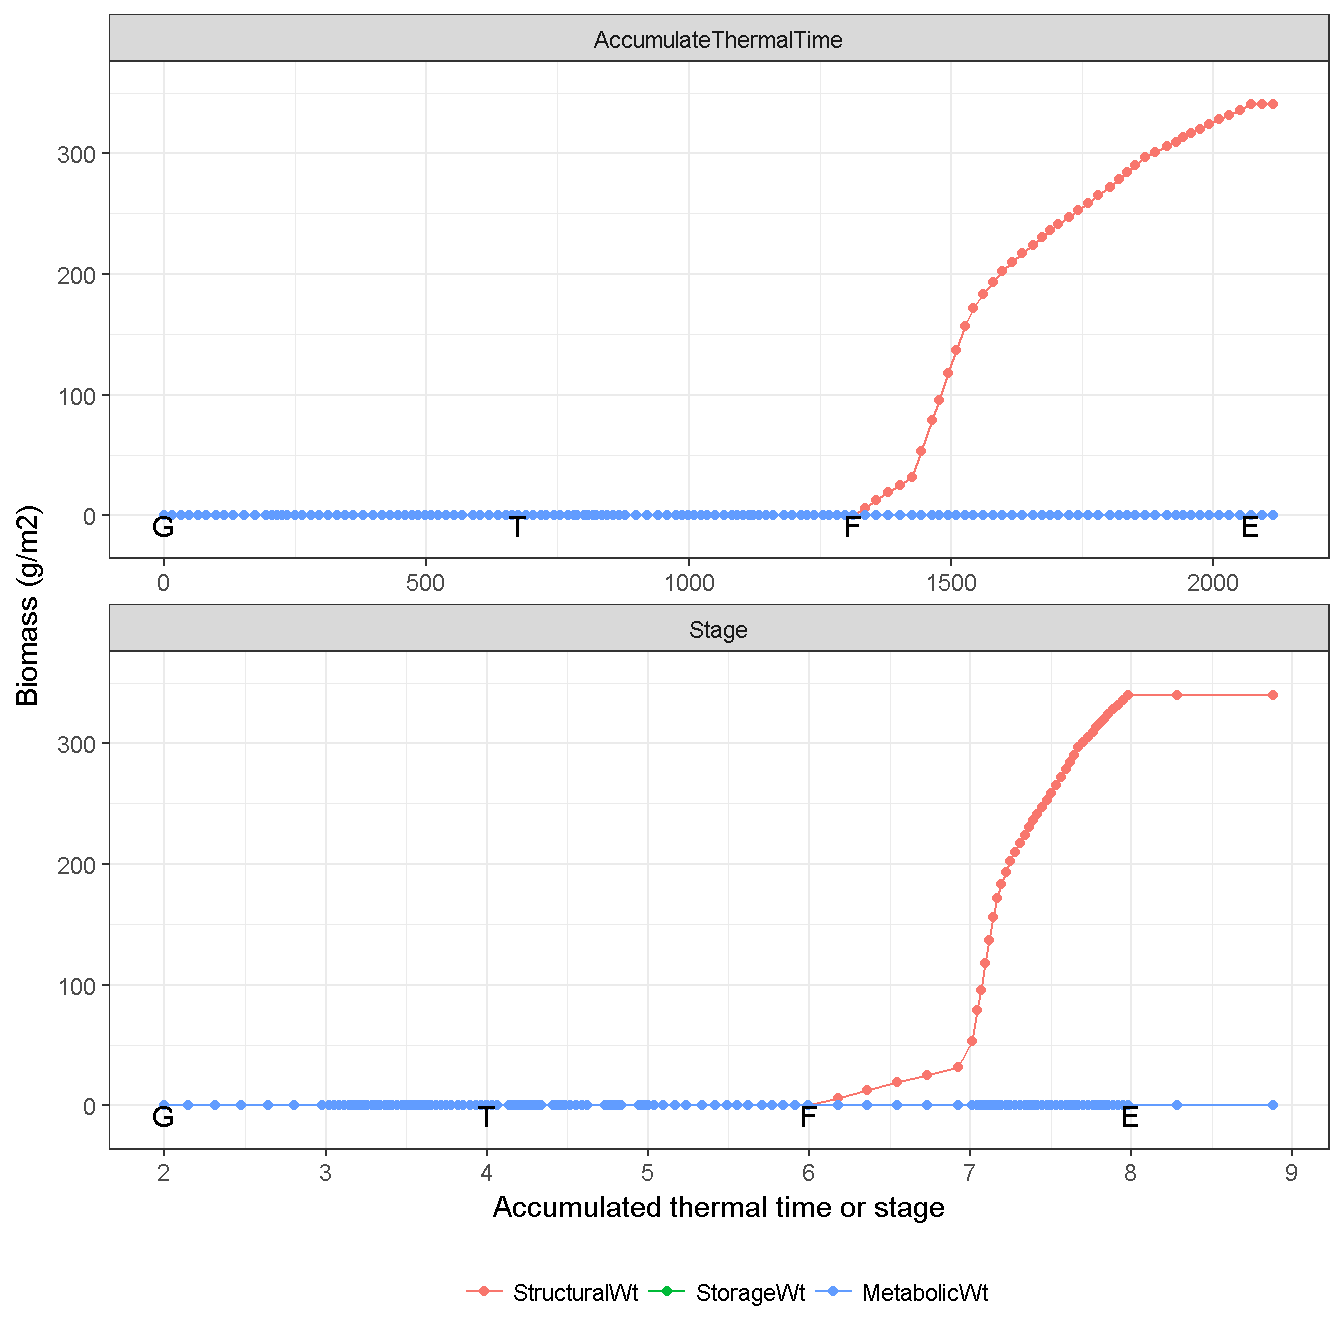 AccumulateThermalTime
300
200
100
0
G T F E
0 500 1000 1500 2000
Biomass (g/m2)
Stage
300
200
100
0
G T F E
2 3 4 5 6 7 8 9
Accumulated thermal time or stage
StructuralWt StorageWt MetabolicWt